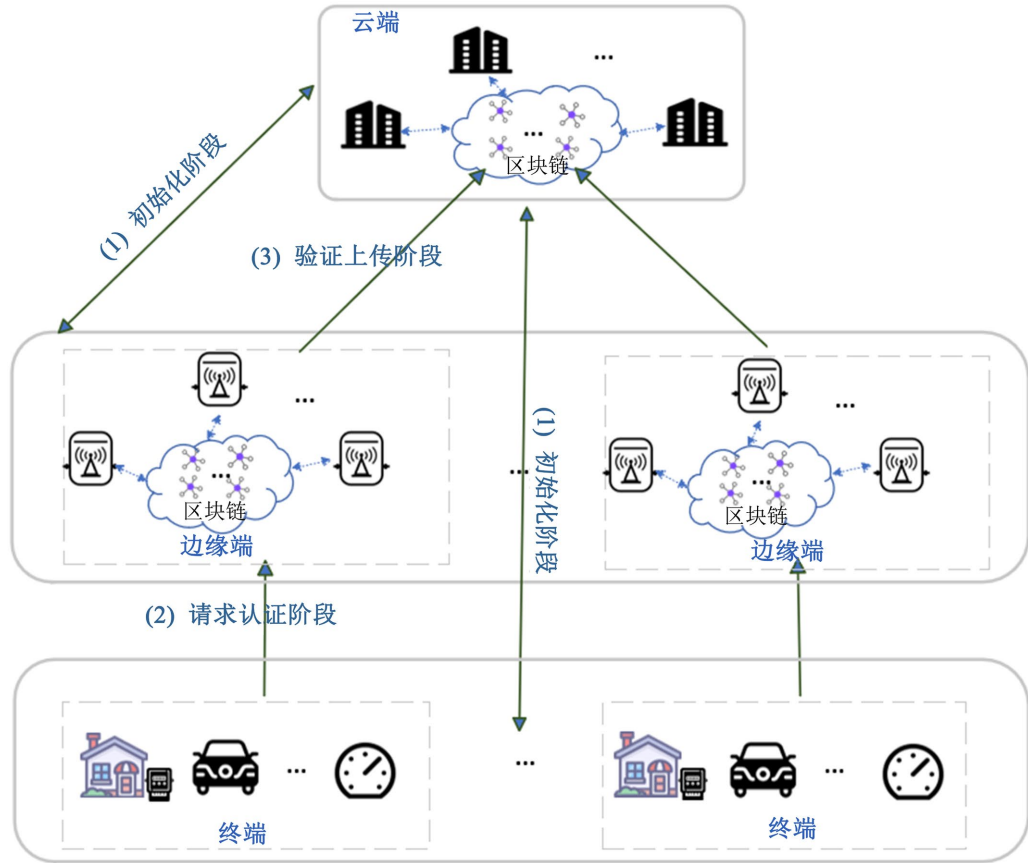 云端
...
...
区块链
(1) 初始化阶段
(3) 验证上传阶段
...
...
...
区块链
边缘端
...
(1) 初始化阶段
...
区块链
边缘端
(2) 请求认证阶段
...
终端
...
...
终端